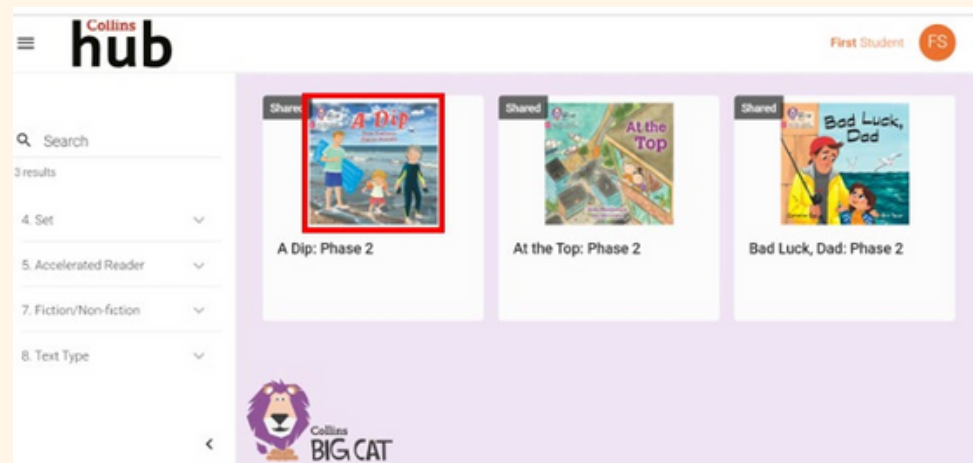 Collins
hub
First Student
FS
Search
3 results
4. Set
5. Accelerated Reader
7. Fiction/Non-fiction
8. Text Type
Shared
A Dip
A Dip: Phase 2
Shared
At the
Top
At the Top: Phase 2
Shared
Bad Luck,
Dad
Bad Luck, Dad: Phase 2
Collins
BIG CAT